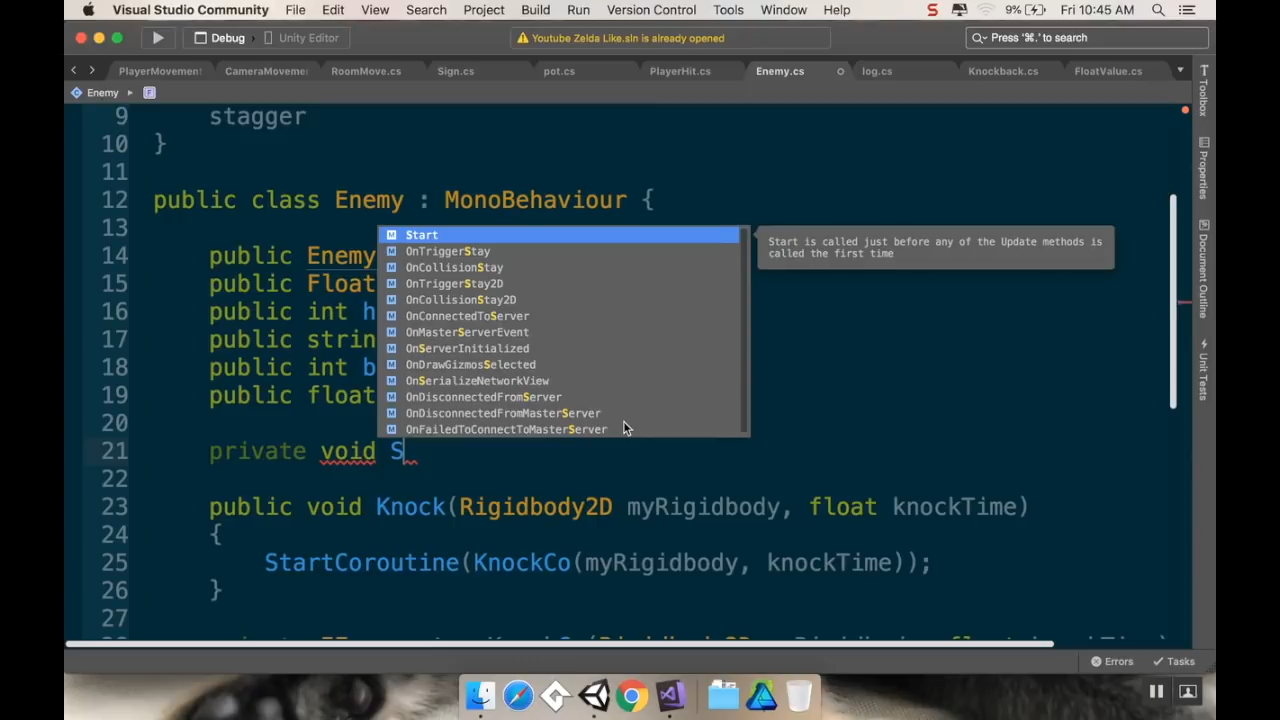 Visual Studio Community File Edit View Search Project Build Run Version Control Tools Window Help S 9% Fri 10:45 AM
Debug Unity Editor Youtube Zelda Like.sln is already opened Press '⌘.' to search
PlayerMovement CameraMoveme RoomMove.cs Sign.cs pot.cs PlayerHit.cs Enemy.cs log.cs Knockback.cs FloatValue.cs
Enemy
9 stagger
10 }
11
12 public class Enemy : MonoBehaviour {
13
14 public Enemy
15 public Float
16 public int h
17 public strin
18 public int b
19 public float
20
21 private void S
22
23 public void Knock(Rigidbody2D myRigidbody, float knockTime)
24 {
25 StartCoroutine(KnockCo(myRigidbody, knockTime));
26 }
27
Start
OnTriggerStay
OnCollisionStay
OnTriggerStay2D
OnCollisionStay2D
OnConnectedToServer
OnMasterServerEvent
OnServerInitialized
OnDrawGizmosSelected
OnSerializeNetworkView
OnDisconnectedFromServer
OnDisconnectedFromMasterServer
OnFailedToConnectToMasterServer
Start is called just before any of the Update methods is
called the first time
Toolbox
Properties
Document Outline
Unit Tests
Errors Tasks